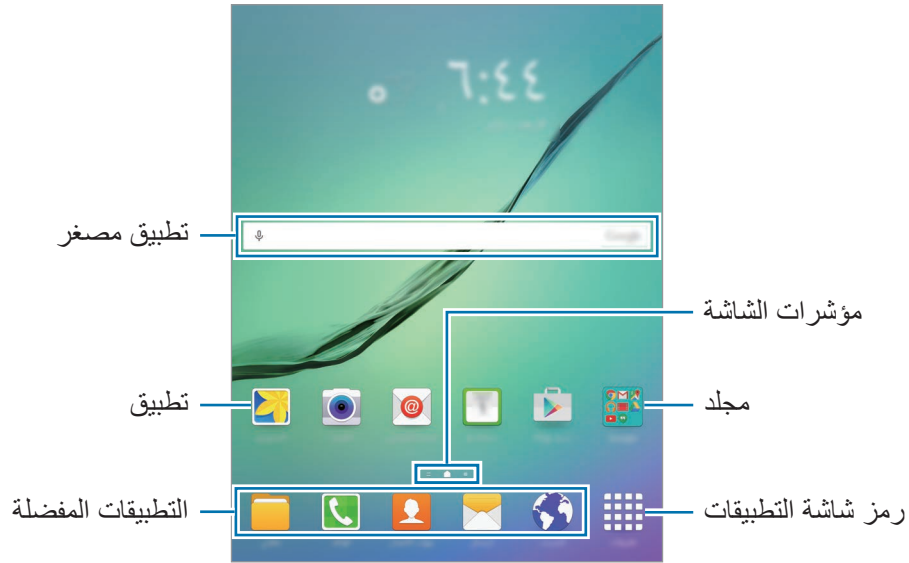 ٦:٤٤
تطبيق مصغر
مؤشرات الشاشة
تطبيق
مجلد
التطبيقات المفضلة
رمز شاشة التطبيقات